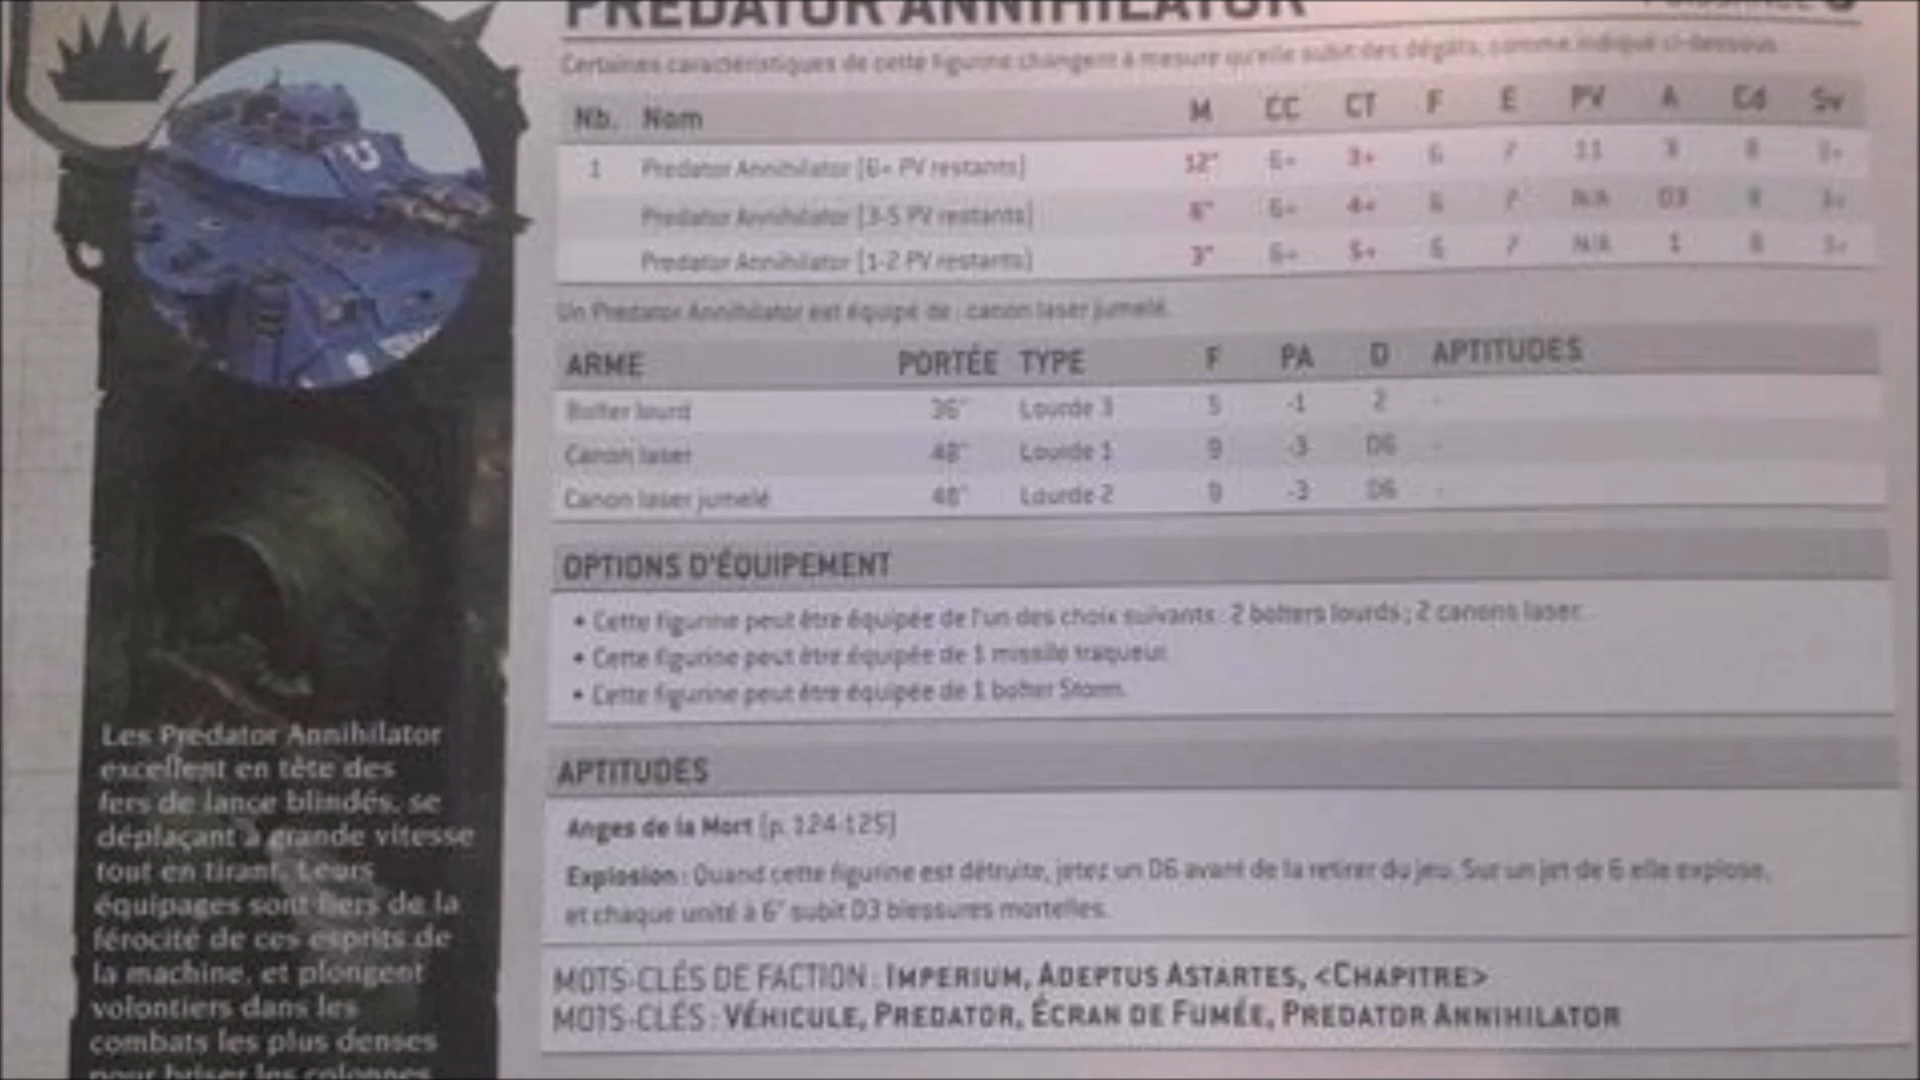 PREDATOR ANNIHILATOR
Certaines caractéristiques de cette figurine changent à mesure qu'elle subit des dégâts, comme indiqué ci-dessous
Nb. Nom M CC CT F E PV A Cd Sv
1 Predator Annihilator [6+ PV restants] 12" 6+ 3+ 6 7 11 3 8 3+
Predator Annihilator [3-5 PV restants] 6" 6+ 4+ 6 7 N/A D3 8 3+
Predator Annihilator [1-2 PV restants] 3" 6+ 5+ 6 7 N/A 1 8 3+
Un Predator Annihilator est équipé de : canon laser jumelé.
ARME PORTÉE TYPE F PA D APTITUDES
Bolter lourd 36" Lourde 3 5 -1 2 -
Canon laser 48" Lourde 1 9 -3 D6 -
Canon laser jumelé 48" Lourde 2 9 -3 D6 -
OPTIONS D'ÉQUIPEMENT
• Cette figurine peut être équipée de l'un des choix suivants : 2 bolters lourds ; 2 canons laser.
• Cette figurine peut être équipée de 1 missile traqueur.
• Cette figurine peut être équipée de 1 bolter Storm.
APTITUDES
Anges de la Mort (p. 124-125)
Explosion : Quand cette figurine est détruite, jetez un D6 avant de la retirer du jeu. Sur un jet de 6 elle explose,
et chaque unité à 6" subit D3 blessures mortelles.
MOTS-CLÉS DE FACTION : IMPERIUM, ADEPTUS ASTARTES, <CHAPITRE>
MOTS-CLÉS : VÉHICULE, PREDATOR, ÉCRAN DE FUMÉE, PREDATOR ANNIHILATOR
Les Predator Annihilator
excellent en tête des
fers de lance blindés, se
déplaçant à grande vitesse
tout en tirant. Leurs
équipages sont fiers de la
férocité de ces esprits de
la machine, et plongent
volontiers dans les
combats les plus denses
pour briser les colonnes